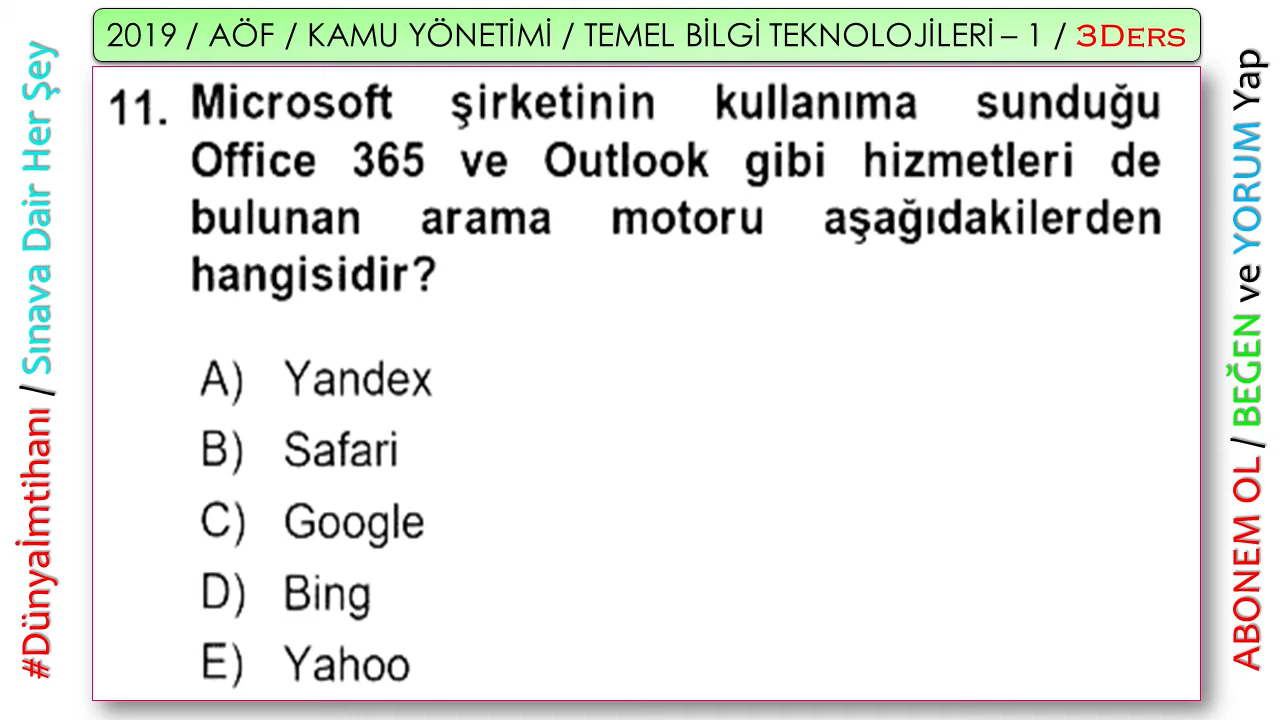 2019 / AÖF / KAMU YÖNETİMİ / TEMEL BİLGİ TEKNOLOJİLERİ – 1 / 3DERS
#Dünyaİmtihanı / Sınava Dair Her Şey
11. Microsoft şirketinin kullanıma sunduğu
Office 365 ve Outlook gibi hizmetleri de
bulunan arama motoru aşağıdakilerden
hangisidir?
A) Yandex
B) Safari
C) Google
D) Bing
E) Yahoo
ABONEM OL / BEĞEN ve YORUM Yap